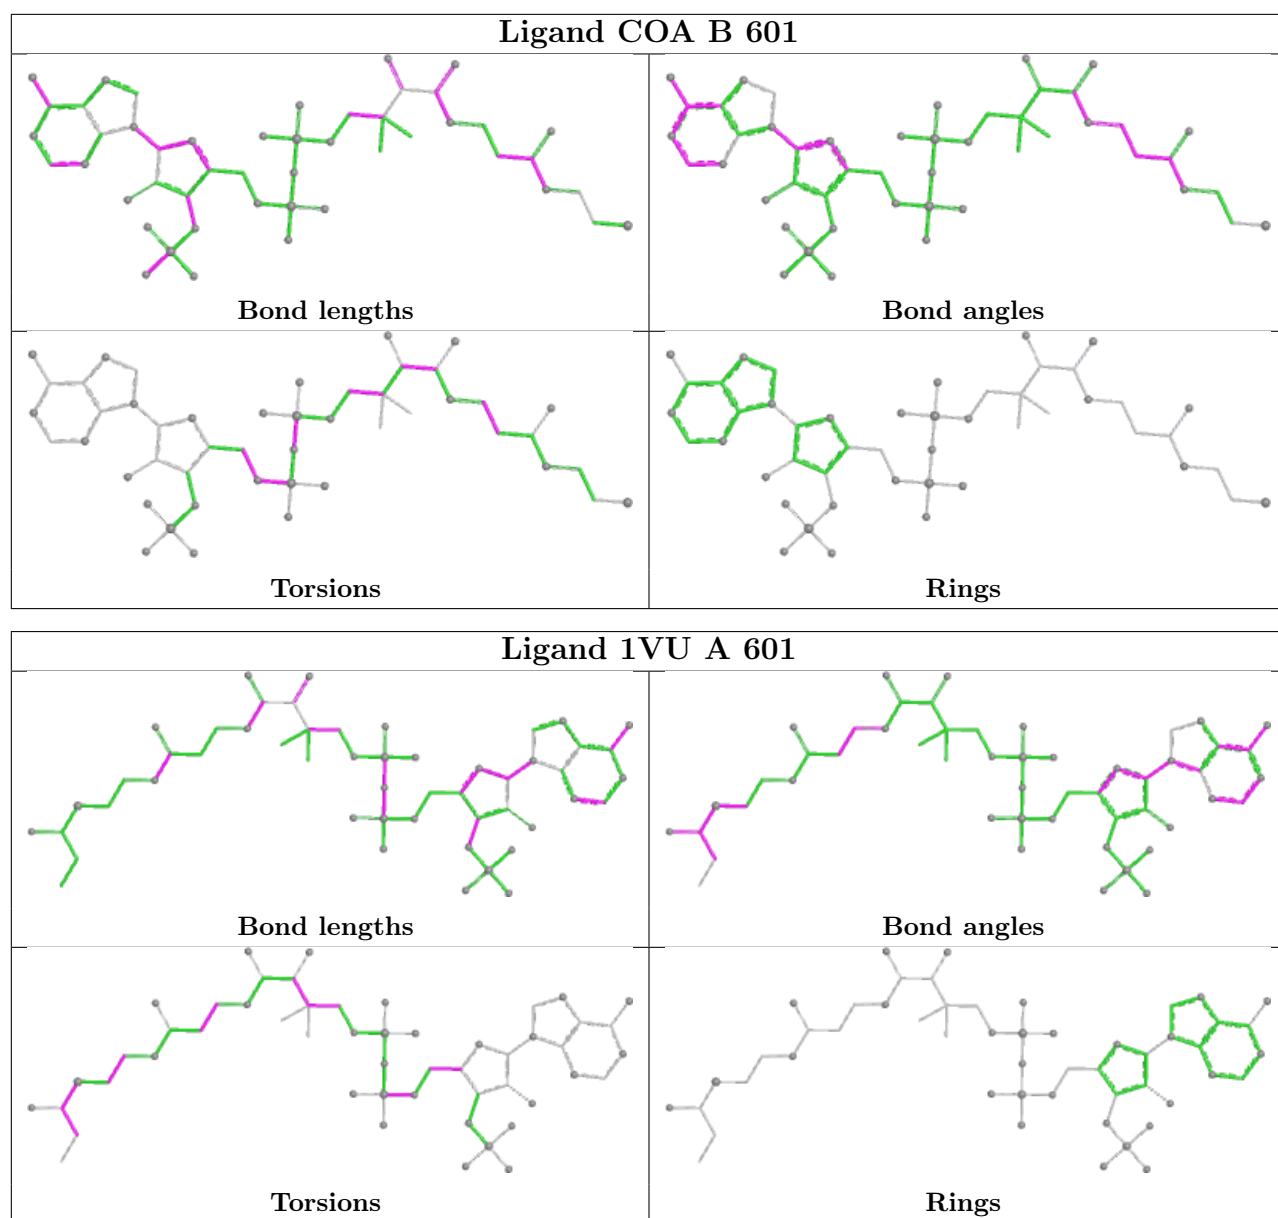 Ligand COA B 601
Bond lengths
Bond angles
Torsions
Rings
Ligand 1VU A 601
Bond lengths
Bond angles
Torsions
Rings